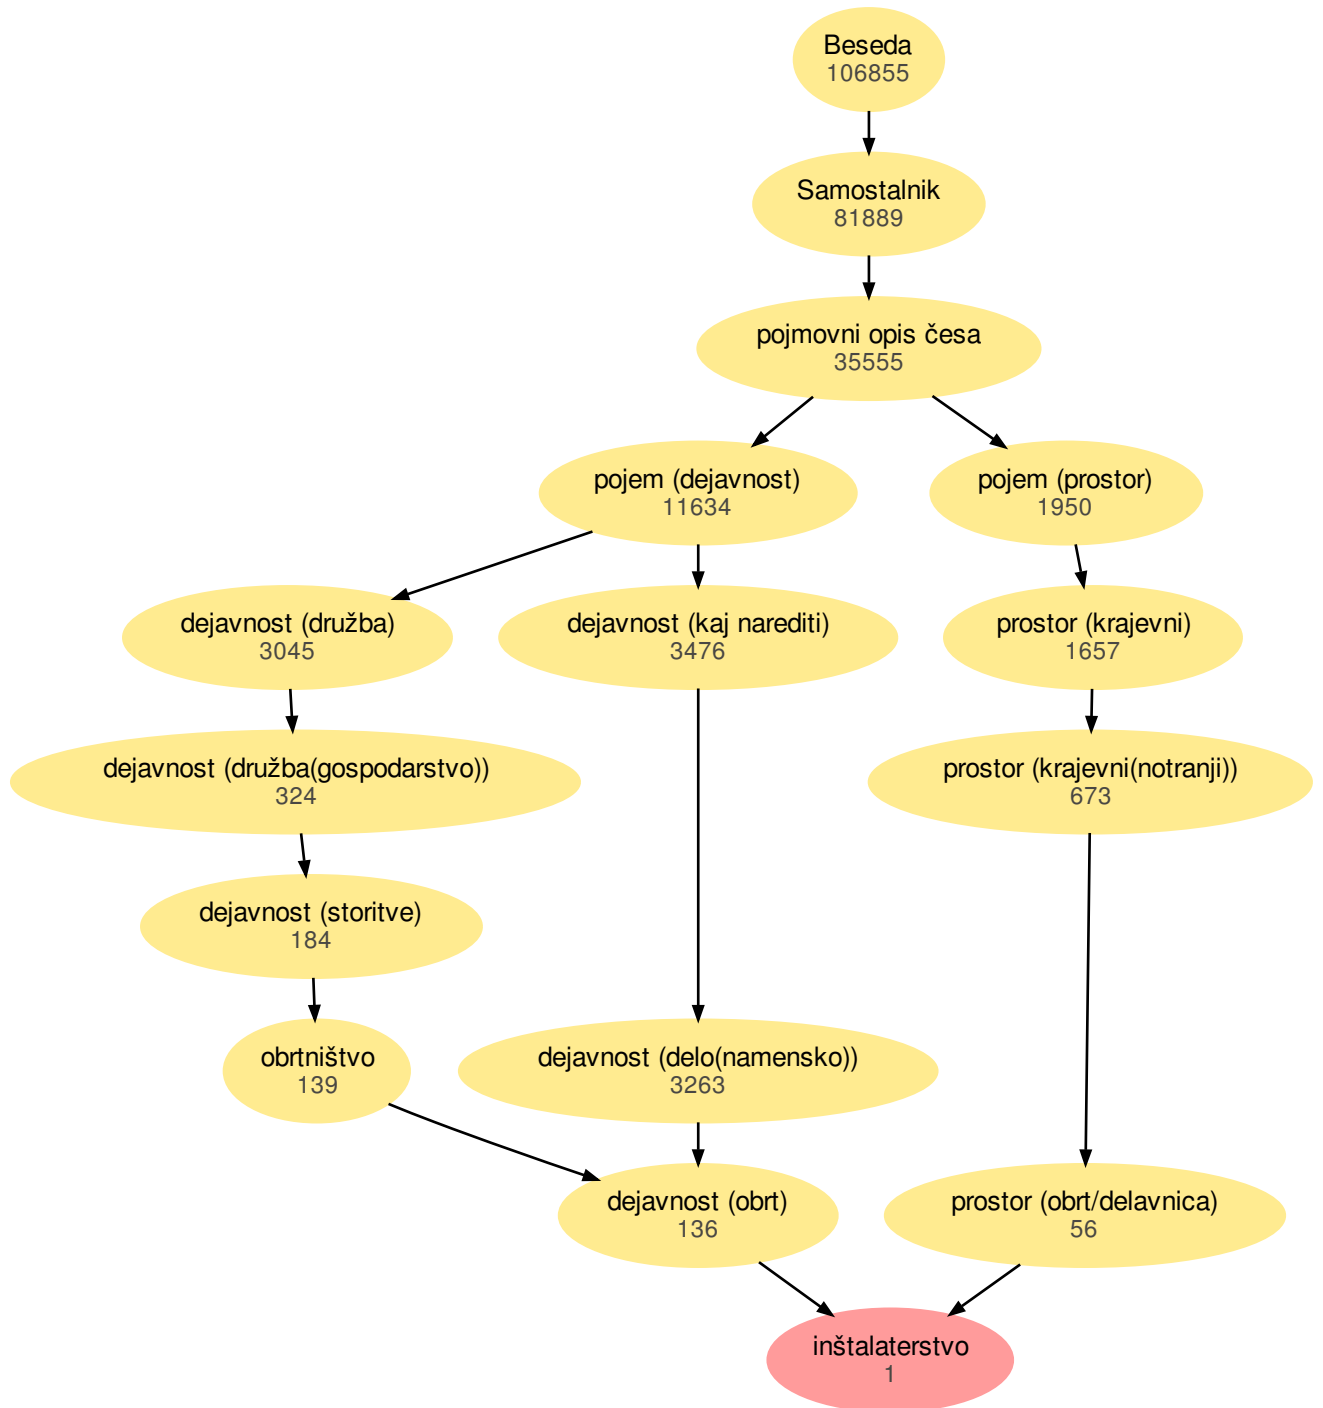 Beseda
106855
Samostalnik
81889
pojmovni opis česa
35555
pojem (dejavnost)
11634
pojem (prostor)
1950
dejavnost (družba)
3045
dejavnost (kaj narediti)
3476
prostor (krajevni)
1657
dejavnost (družba(gospodarstvo))
324
prostor (krajevni(notranji))
673
dejavnost (storitve)
184
obrtništvo
139
dejavnost (delo(namensko))
3263
dejavnost (obrt)
136
prostor (obrt/delavnica)
56
inštalaterstvo
1